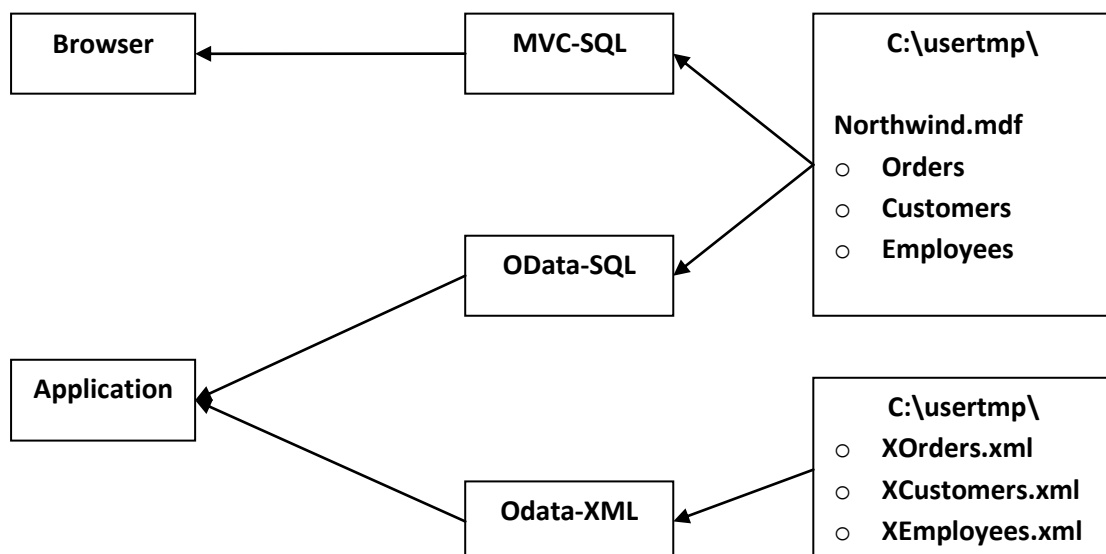 Browser
MVC-SQL
C:\usertmp\
Northwind.mdf
○ Orders
○ Customers
○ Employees
OData-SQL
Application
Odata-XML
C:\usertmp\
○ XOrders.xml
○ XCustomers.xml
○ XEmployees.xml